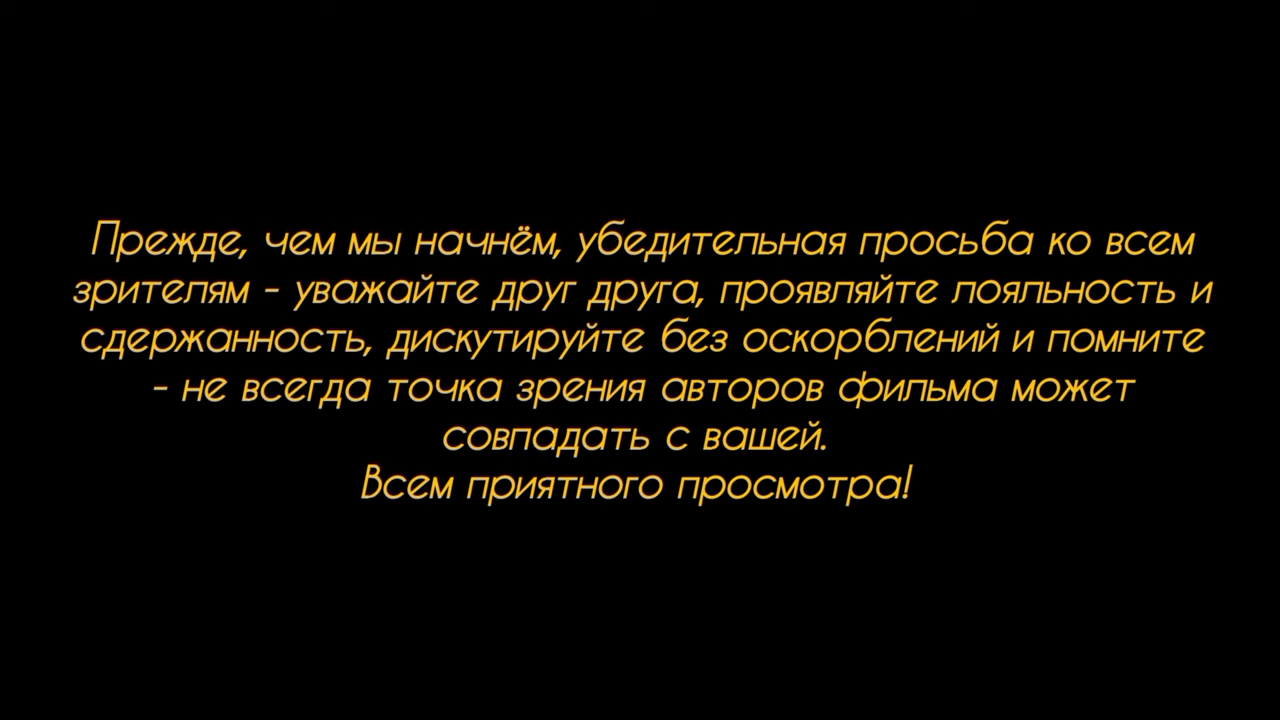 Прежде, чем мы начнём, убедительная просьба ко всем
зрителям - уважайте друг друга, проявляйте лояльность и
сдержанность, дискутируйте без оскорблений и помните
- не всегда точка зрения авторов фильма может
совпадать с вашей.
Всем приятного просмотра!